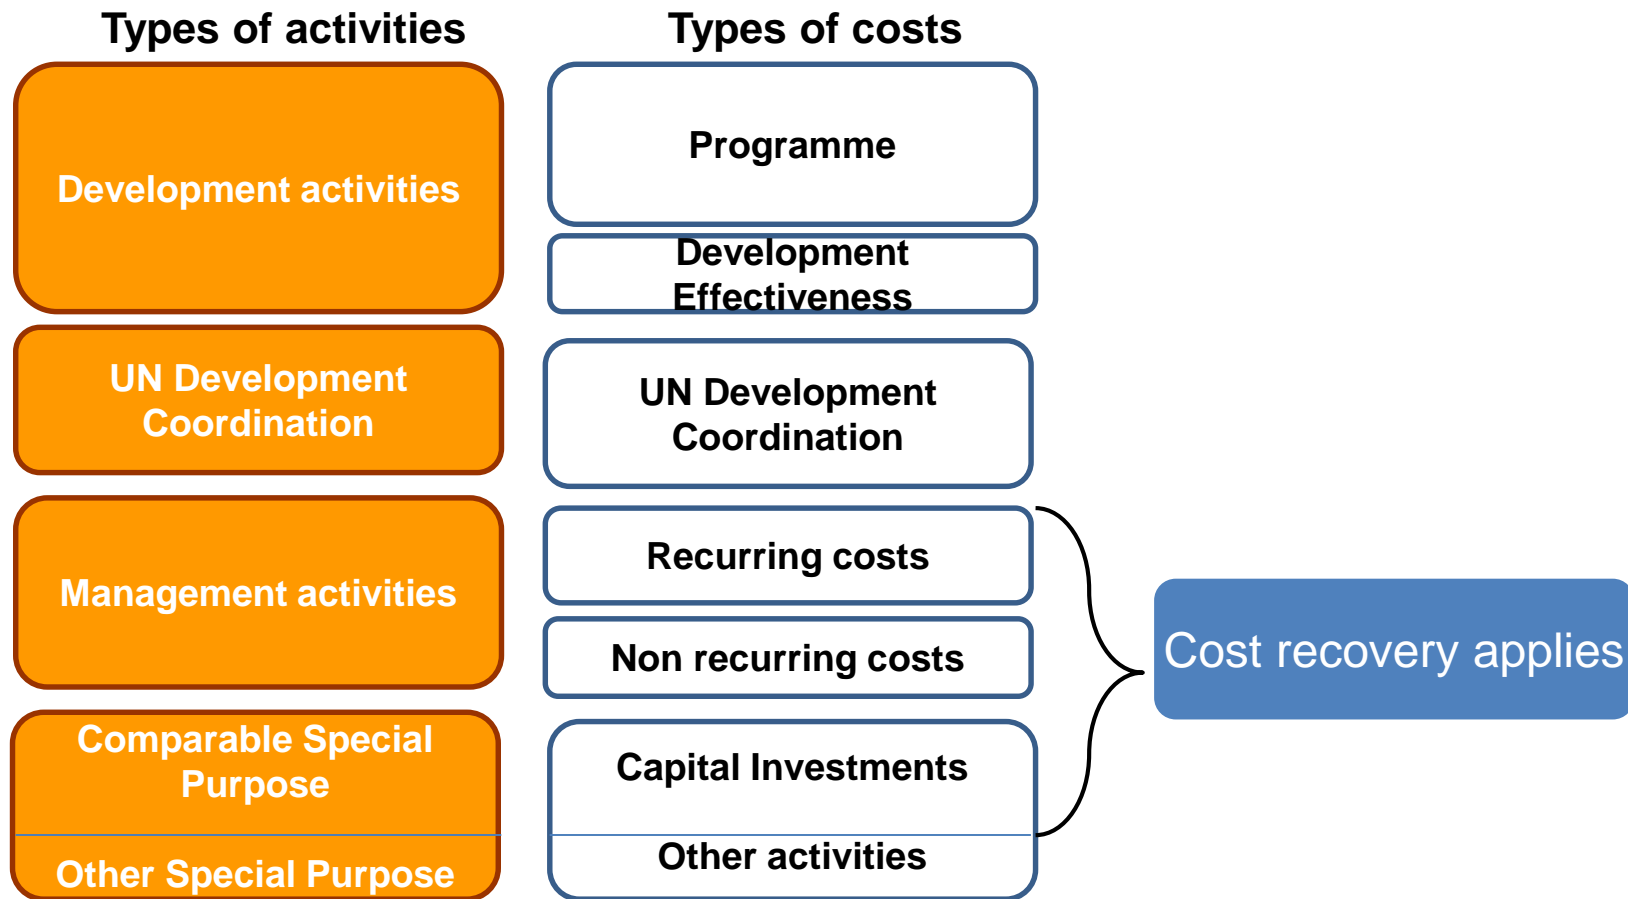 Types of activities
Types of costs
Development activities
Programme
Development
Effectiveness
UN Development
Coordination
UN Development
Coordination
Management activities
Recurring costs
Non recurring costs
Cost recovery applies
Comparable Special
Purpose
Capital Investments
Other Special Purpose
Other activities